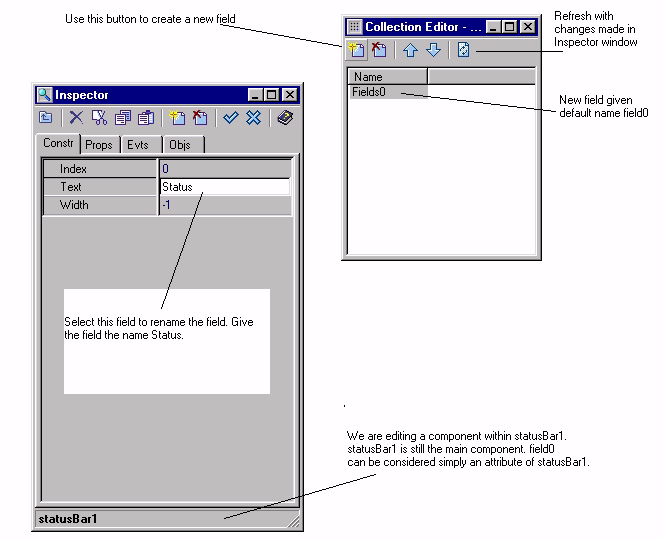 Use this button to create a new field
Collection Editor - ...
Refresh with
changes made in
Inspector window
Name
Fields0
New field given
default name field0
Inspector
Constr Props Evts Objs
Index 0
Text Status
Width -1
Select this field to rename the field. Give
the field the name Status.
We are editing a component within statusBar1.
statusBar1 is still the main component. field0
can be considered simply an attribute of statusBar1.
statusBar1